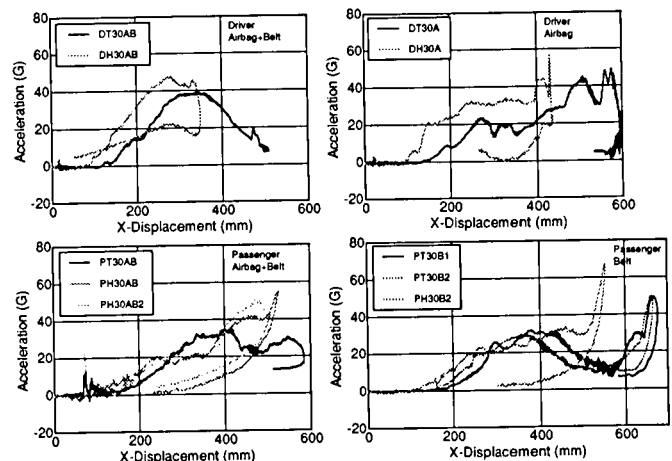 80
60
40
20
0
-20
Acceleration (G)
DT30AB
DH30AB
Driver
Airbag+Belt
0 200 400 600
X-Displacement (mm)
80
60
40
20
0
-20
Acceleration (G)
DT30A
DH30A
Driver
Airbag
0 200 400 600
X-Displacement (mm)
80
60
40
20
0
-20
Acceleration (G)
PT30AB
PH30AB
PH30AB2
Passenger
Airbag+Belt
0 200 400 600
X-Displacement (mm)
80
60
40
20
0
-20
Acceleration (G)
PT30B1
PT30B2
PH30B2
Passenger
Belt
0 200 400 600
X-Displacement (mm)